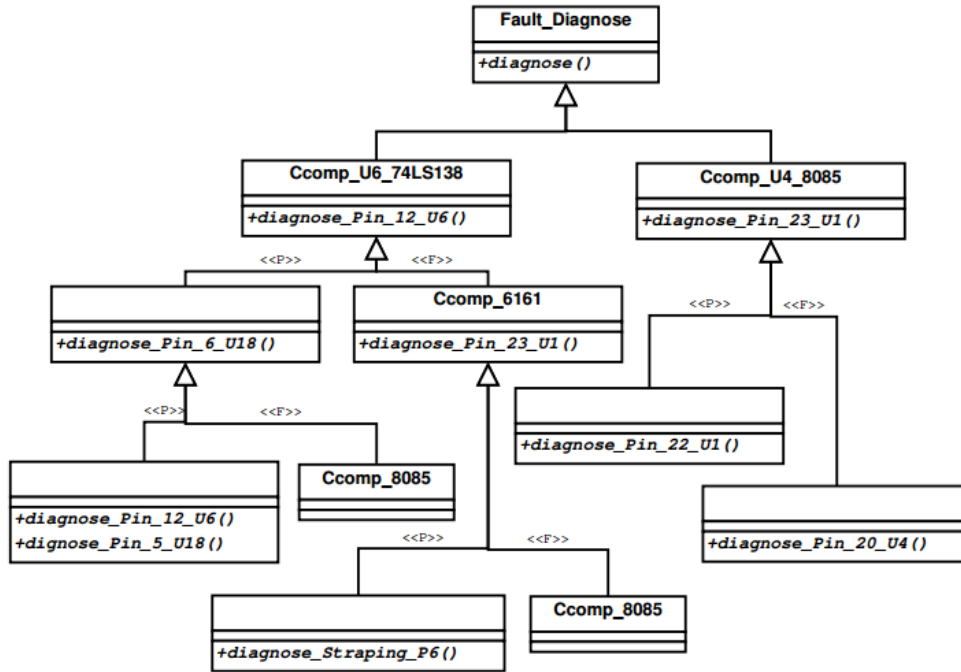 Fault_Diagnose
+diagnose()
Ccomp_U6_74LS138
+diagnose_Pin_12_U6()
Ccomp_U4_8085
+diagnose_Pin_23_U1()
<<P>>
<<F>>
+diagnose_Pin_6_U18()
Ccomp_6161
+diagnose_Pin_23_U1()
<<P>>
<<F>>
+diagnose_Pin_22_U1()
<<P>>
<<F>>
+diagnose_Pin_12_U6()
+dignose_Pin_5_U18()
Ccomp_8085
+diagnose_Pin_20_U4()
<<P>>
<<F>>
+diagnose_Straping_P6()
Ccomp_8085